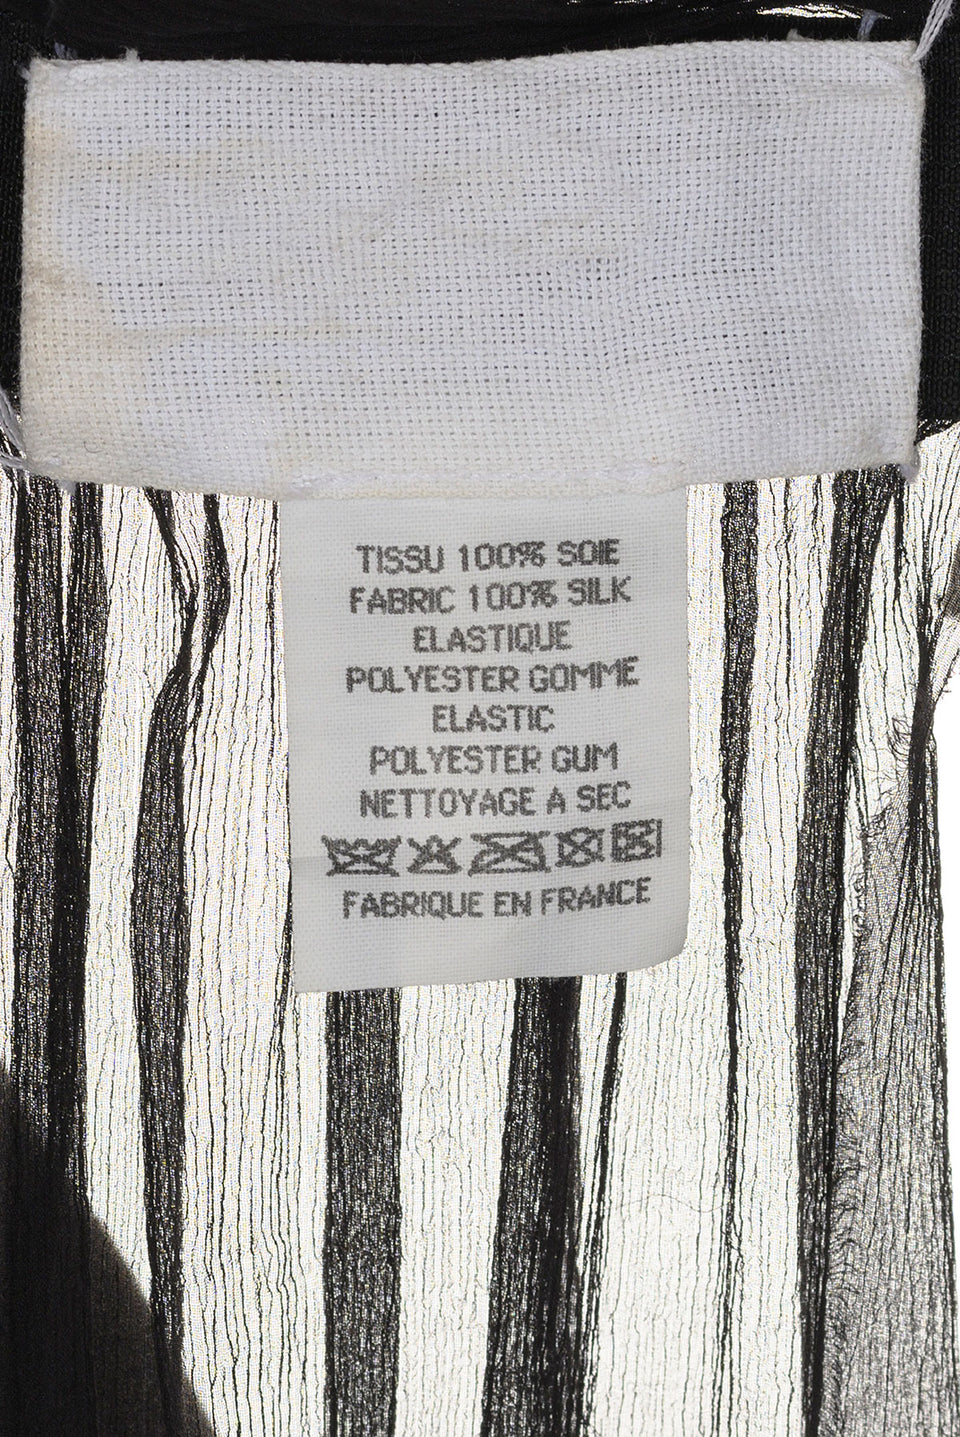 TISSU 100% SOIE
FABRIC 100% SILK
ELASTIQUE
POLYESTER GOMME
ELASTIC
POLYESTER GUM
NETTOYAGE A SEC
FABRIQUE EN FRANCE